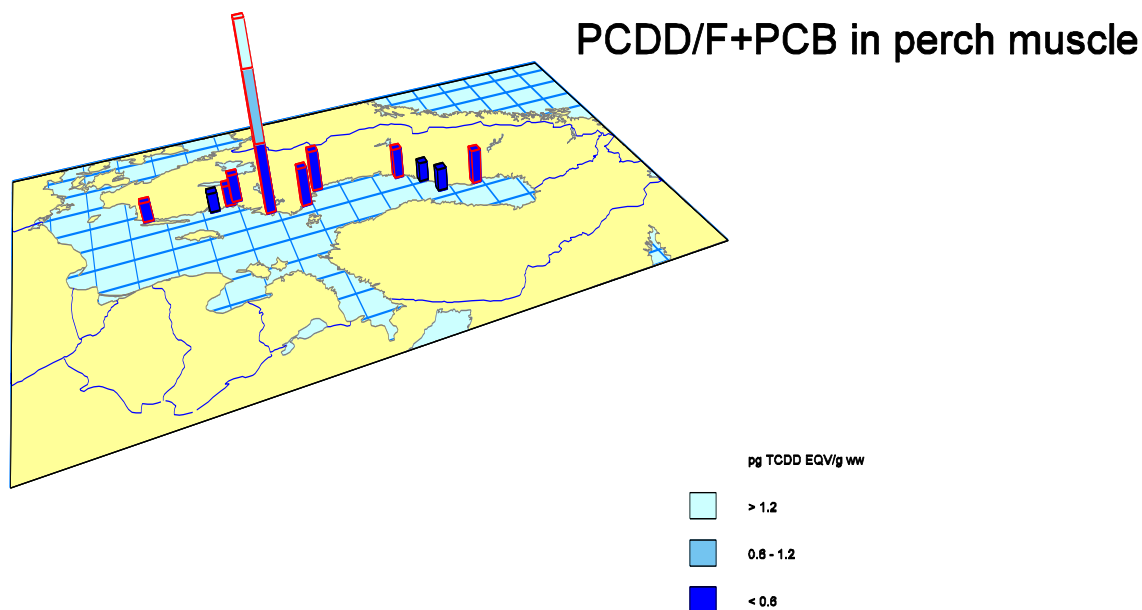 PCDD/F+PCB in perch muscle
pg TCDD EQV/g ww
> 1.2
0.6 - 1.2
< 0.6